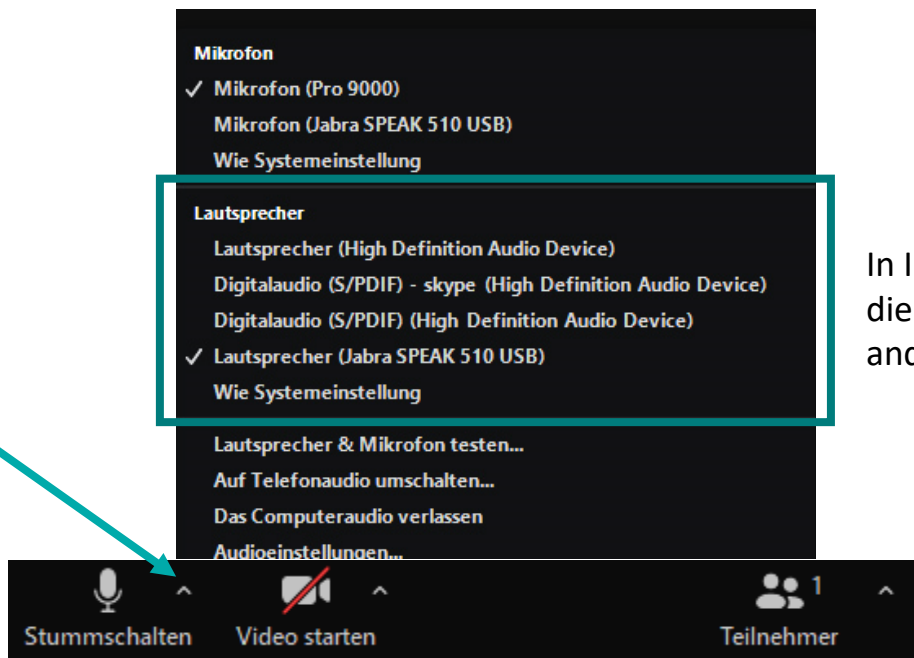 Mikrofon
Mikrofon (Pro 9000)
Mikrofon (Jabra SPEAK 510 USB)
Wie Systemeinstellung
Lautsprecher
Lautsprecher (High Definition Audio Device)
Digitalaudio (S/PDIF) - skype (High Definition Audio Device)
Digitalaudio (S/PDIF) (High Definition Audio Device)
Lautsprecher (Jabra SPEAK 510 USB)
Wie Systemeinstellung
Lautsprecher & Mikrofon testen...
Auf Telefonaudio umschalten...
Das Computeraudio verlassen
Audioeinstellungen...
In
die
Stummschalten
Video starten
1
Teilnehmer